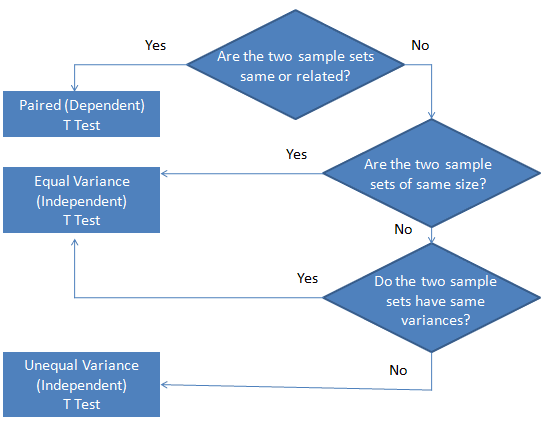 Yes
No
Are the two sample sets
same or related?
Paired (Dependent)
T Test
Yes
Are the two sample
sets of same size?
Equal Variance
(Independent)
T Test
No
Yes
Do the two sample
sets have same
variances?
Unequal Variance
(Independent)
T Test
No